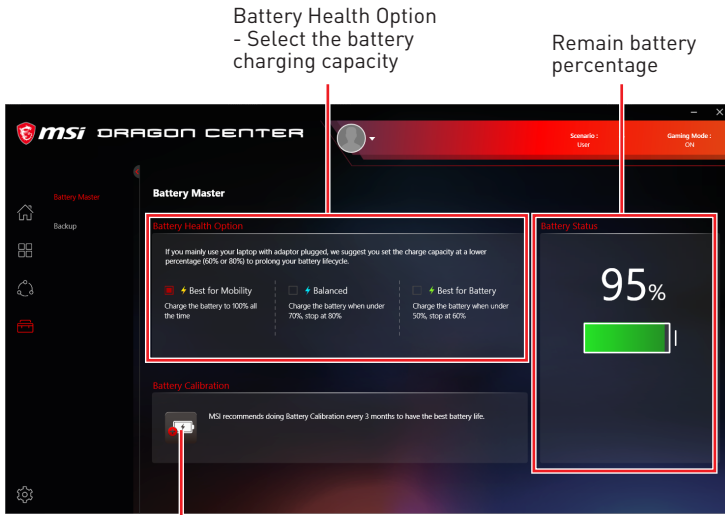 Battery Health Option
- Select the battery
charging capacity
Remain battery
percentage
msi DRAGON CENTER
Scenario :
User
Gaming Mode :
ON
Battery Master
Backup
Battery Master
Battery Health Option
If you mainly use your laptop with adaptor plugged, we suggest you set the charge capacity at a lower
percentage (60% or 80%) to prolong your battery lifecycle.
Best for Mobility
Charge the battery to 100% all
the time
Balanced
Charge the battery when under
70%, stop at 80%
Best for Battery
Charge the battery when under
50%, stop at 60%
Battery Status
95%
Battery Calibration
MSI recommends doing Battery Calibration every 3 months to have the best battery life.